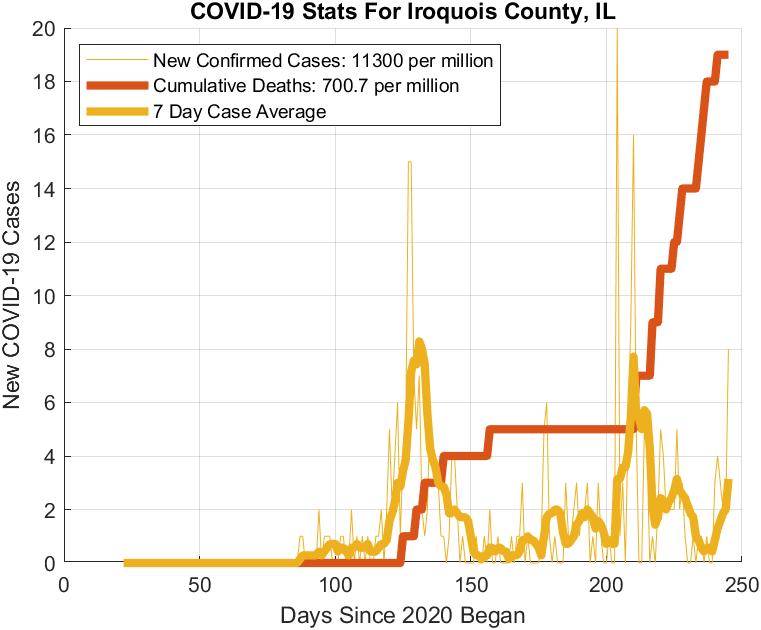 COVID-19 Stats For Iroquois County, IL
New Confirmed Cases: 11300 per million
Cumulative Deaths: 700.7 per million
7 Day Case Average
New COVID-19 Cases
20
18
16
14
12
10
8
6
4
2
0
0 50 100 150 200 250
Days Since 2020 Began